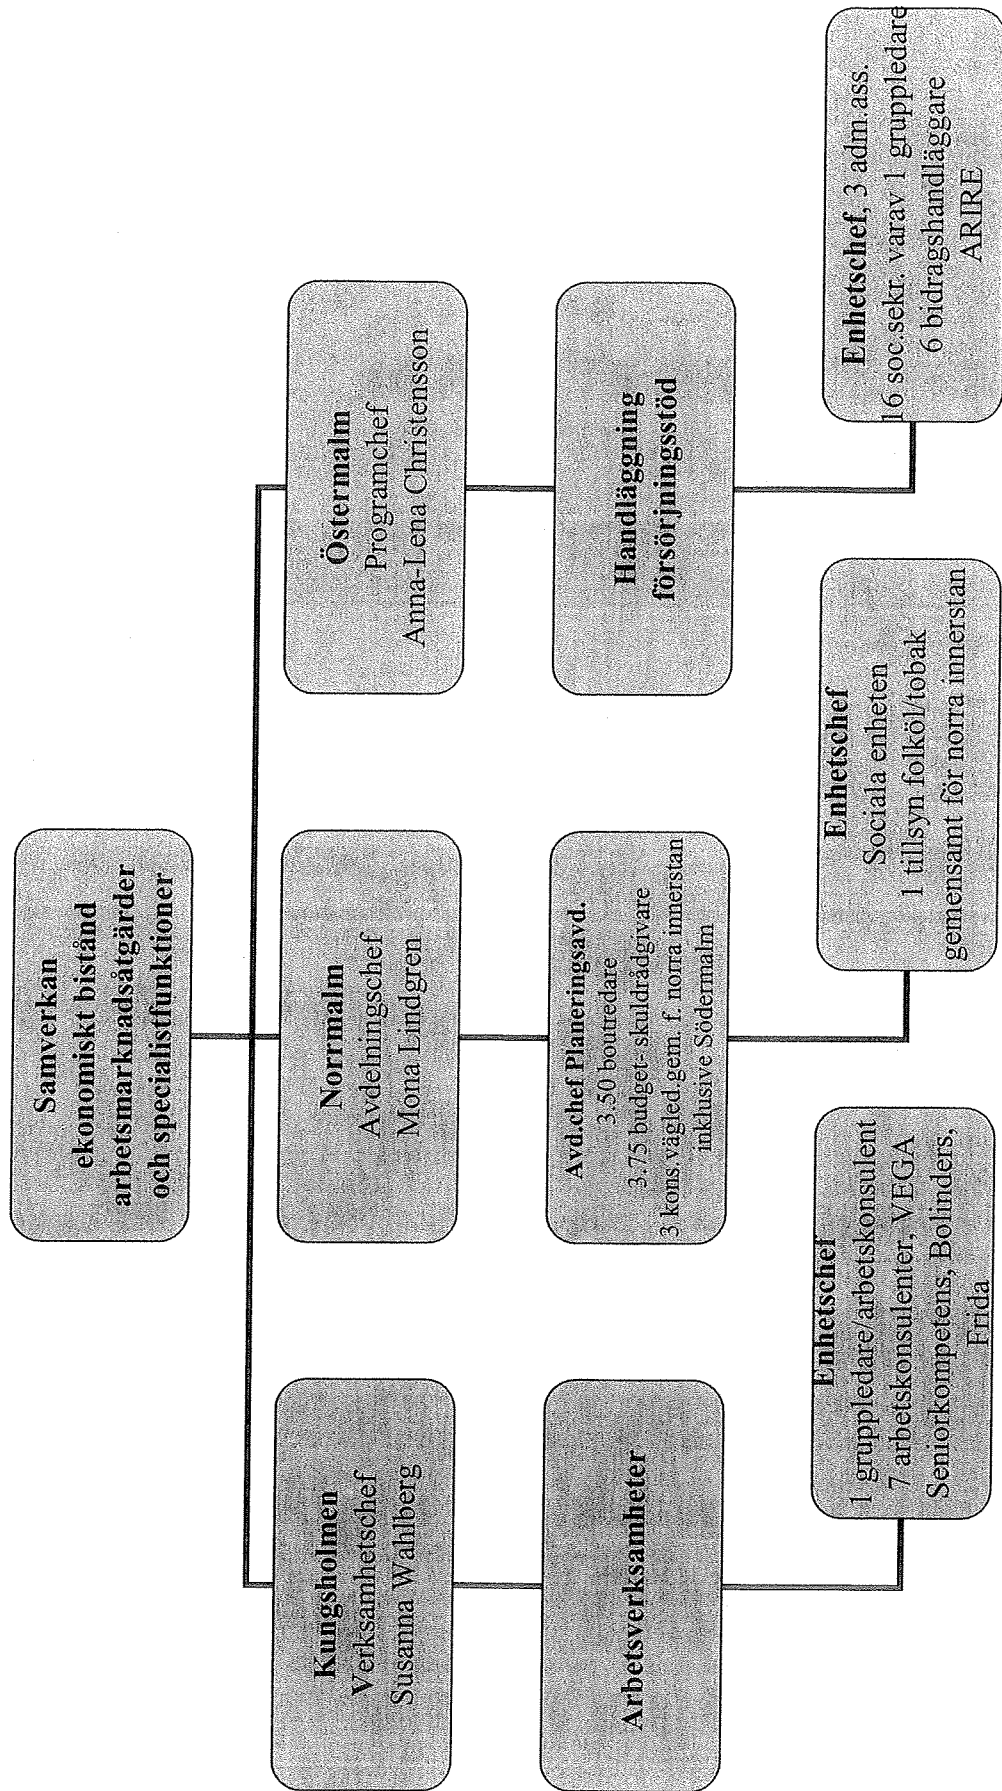 Samverkan
ekonomiskt bistånd
arbetsmarknadsåtgärder
och specialistfunktioner
Kungsholmen
Verksamhetschef
Susanna Wahlberg
Normalm
Avdelningschef
Mona Lindgren
Östermalm
Programchef
Anna-Lena Christensson
Arbetsverksamheter
Avd.chef Planeringsavd.
3.50 boutredare
3.75 budget- skuldrådgivare
3 kons.vägled.gem. f. norra innerstan
inklusive Södermalm
Handläggning
försörjningsstöd
Enhetschef
1 gruppledare/arbetskonsulent
7 arbetskonsulenter, VEGA
Seniorkompetens, Bolinders,
Frida
Enhetschef
Sociala enheten
1 tillsyn folköl/tobak
gemensamt för norra innerstan
Enhetschef, 3 adm.ass.
16 soc.sekr. varav 1 gruppledare
6 bidragshandläggare
ARIRE